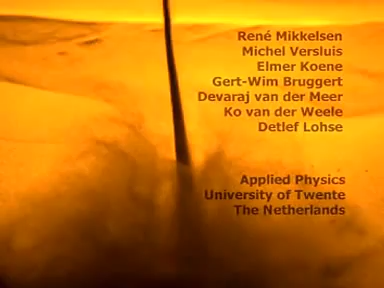 René Mikkelsen
Michel Versluis
Elmer Koene
Gert-Wim Bruggert
Devaraj van der Meer
Ko van der Weele
Detlef Lohse
Applied Physics
University of Twente
The Netherlands